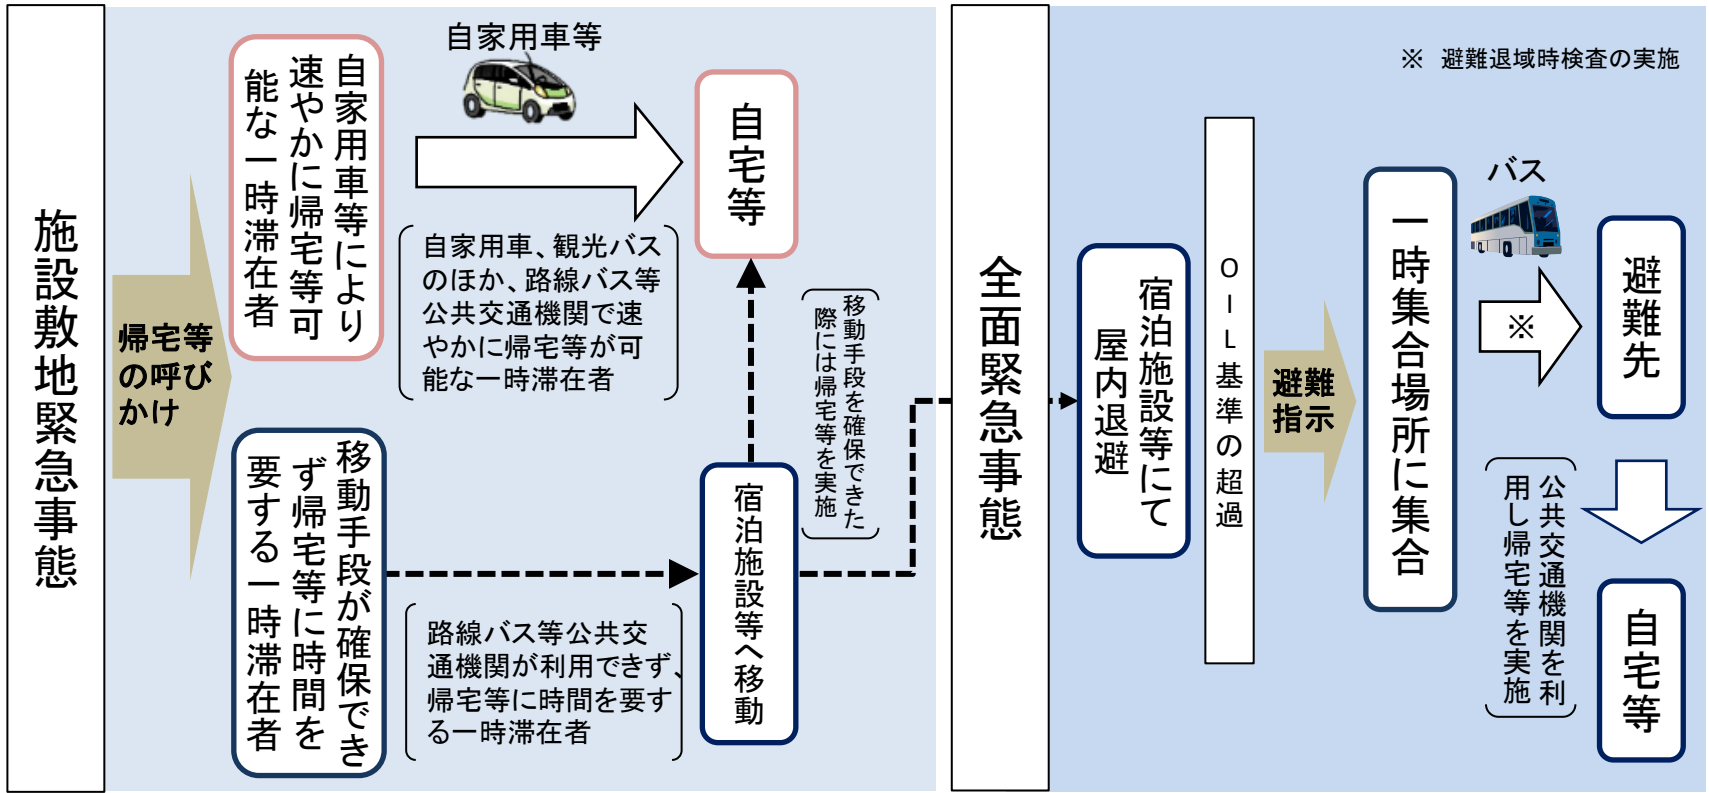 施設敷地緊急事態
帰宅等
の呼び
かけ
自家用車等により
速やかに帰宅等可
能な一時滞在者
自家用車等
自家用車、観光バス
のほか、路線バス等
公共交通機関で速
やかに帰宅等が可
能な一時滞在者
自宅等
移動手段が確保でき
ず帰宅等に時間を
要する一時滞在者
路線バス等公共交
通機関が利用できず、
帰宅等に時間を要す
る一時滞在者
宿泊施設等へ移動
移動手段を確保できた
際には帰宅等を実施
全面緊急事態
宿泊施設等にて
屋内退避
OIL基準の超過
避難
指示
一時集合場所に集合
※ 避難退域時検査の実施
バス
※
避難先
公共交通機関を利
用し帰宅等を実施
自宅等